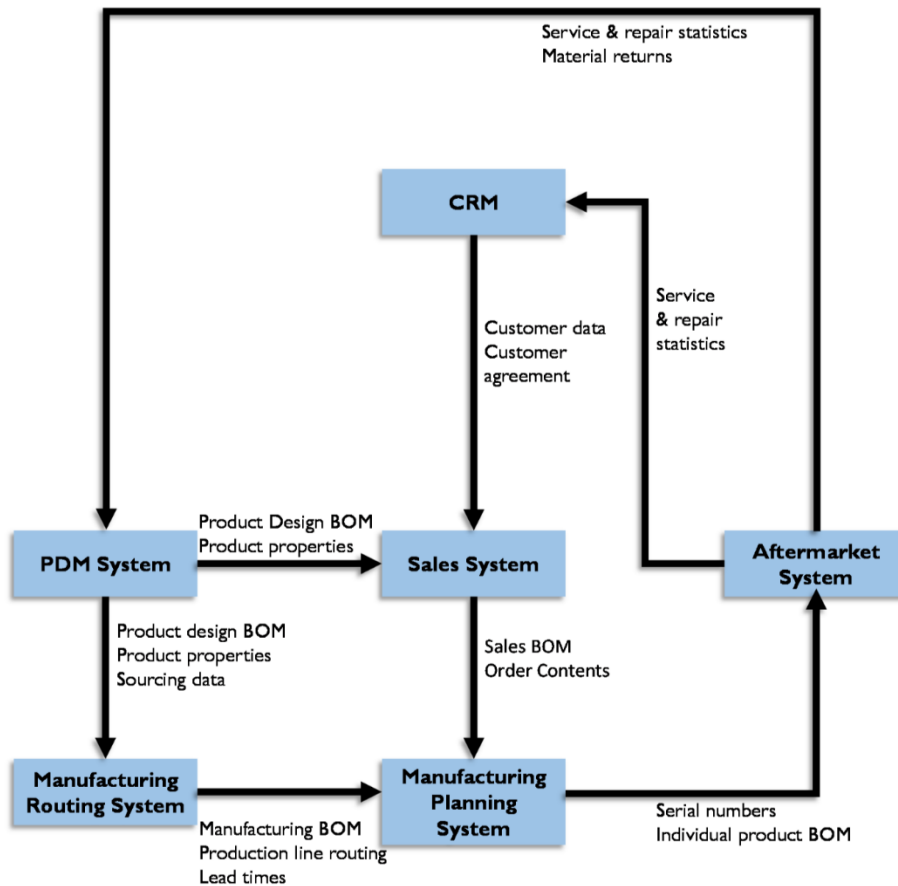 Service & repair statistics
Material returns
CRM
Service
& repair
statistics
Customer data
Customer
agreement
Product Design BOM
Product properties
PDM System
Sales System
Aftermarket
System
Product design BOM
Product properties
Sourcing data
Sales BOM
Order Contents
Manufacturing
Routing System
Manufacturing
Planning
System
Manufacturing BOM
Production line routing
Lead times
Serial numbers
Individual product BOM